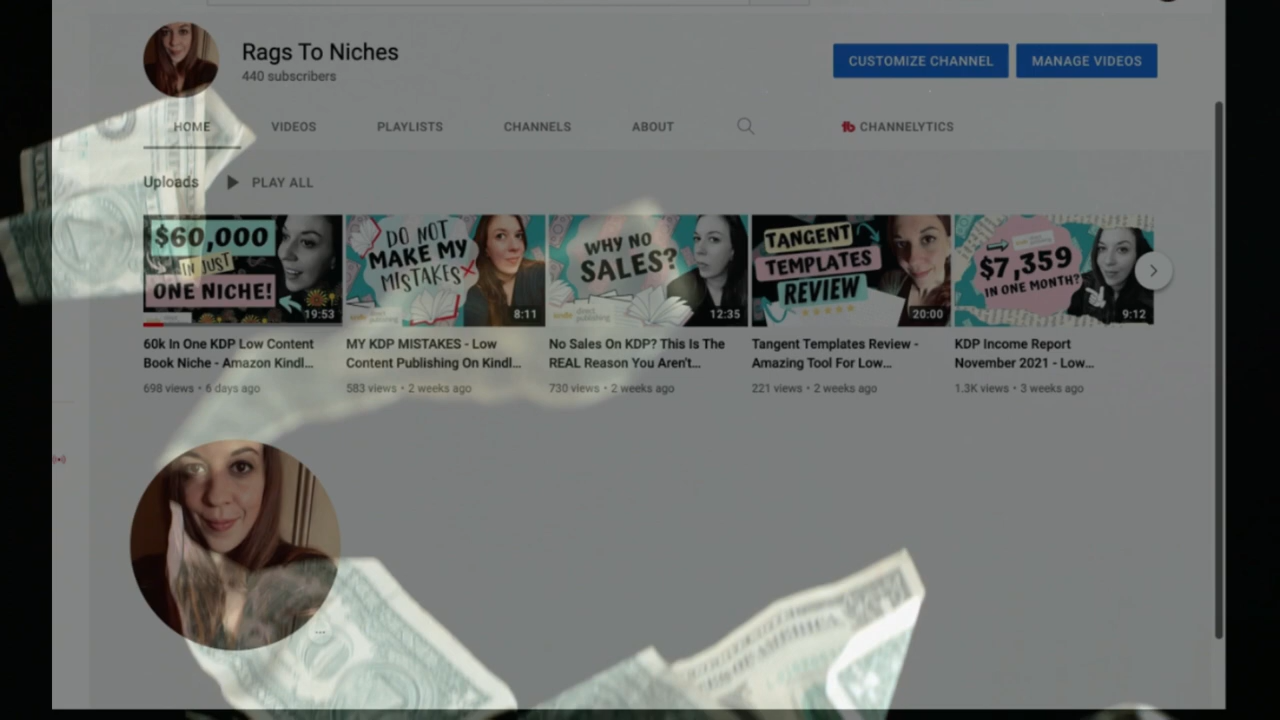 Rags To Niches
440 subscribers
CUSTOMIZE CHANNEL
MANAGE VIDEOS
HOME
VIDEOS
PLAYLISTS
CHANNELS
ABOUT
CHANNELYTICS
Uploads
PLAY ALL
$60,000
IN JUST
ONE NICHE!
19:53
60k In One KDP Low Content
Book Niche - Amazon Kindl...
698 views • 6 days ago
DO NOT
MAKE MY
MISTAKES
8:11
MY KDP MISTAKES - Low
Content Publishing On Kindl...
583 views • 2 weeks ago
WHY NO
SALES?
kindle direct
publishing
12:35
No Sales On KDP? This Is The
REAL Reason You Aren't...
730 views • 2 weeks ago
TANGENT
TEMPLATES
REVIEW
20:00
Tangent Templates Review -
Amazing Tool For Low...
221 views • 2 weeks ago
$7,359
IN ONE MONTH?
9:12
KDP Income Report
November 2021 - Low...
1.3K views • 3 weeks ago